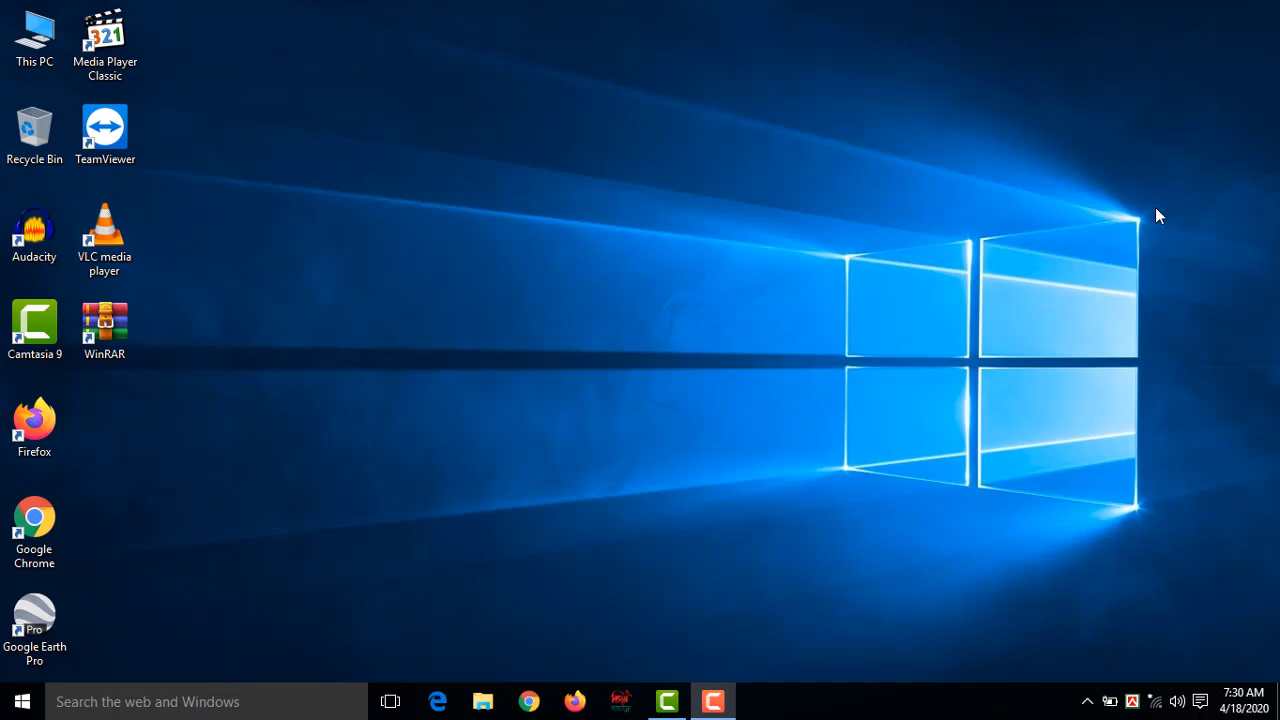 This PC
Media Player
Classic
321
Recycle Bin
TeamViewer
Audacity
VLC media
player
Camtasia 9
WinRAR
Firefox
Google
Chrome
Pro
Google Earth
Pro
Search the web and Windows
7:30 AM
4/18/2020